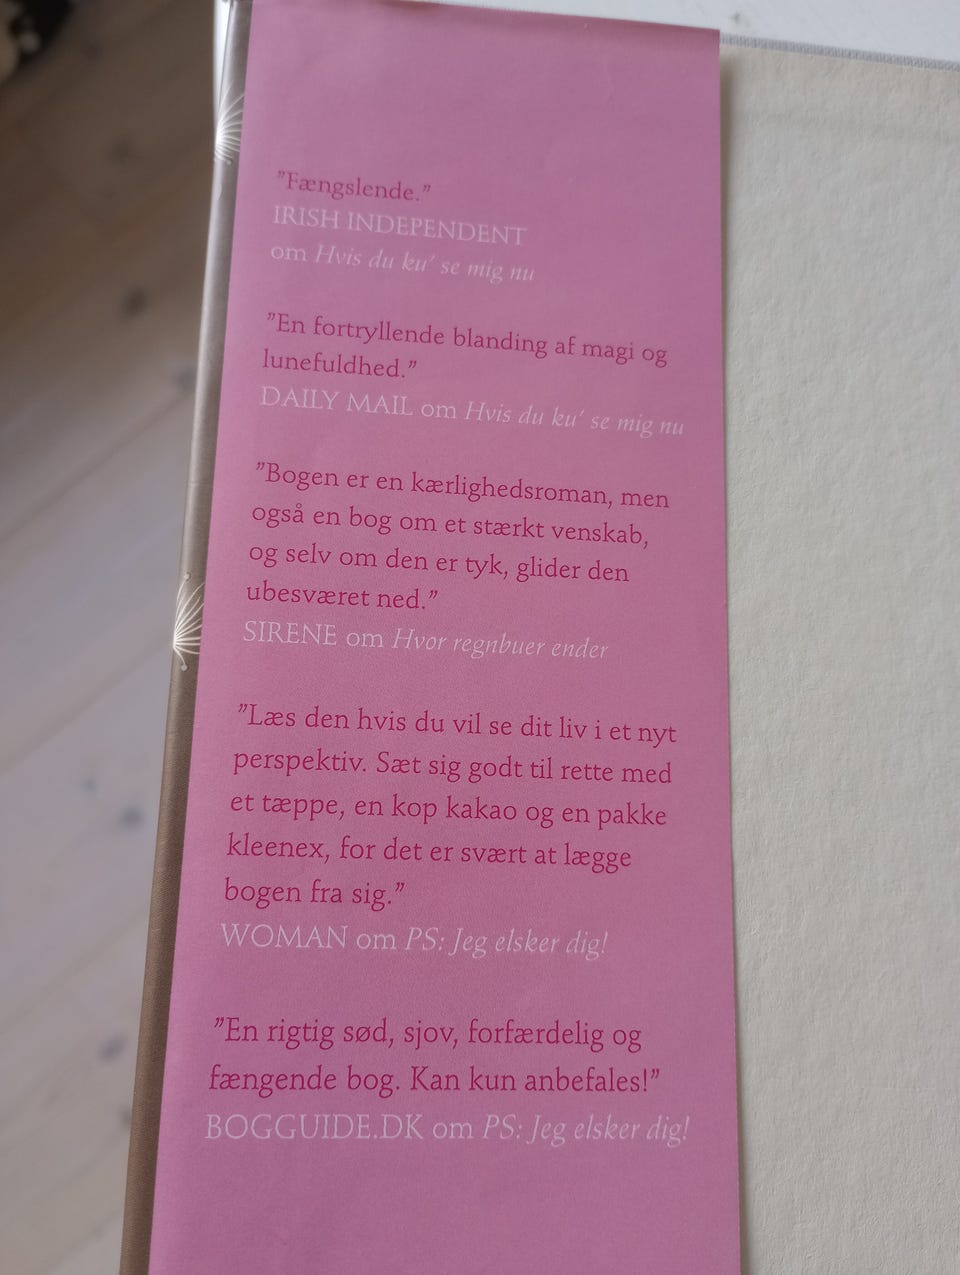 ”Fængslende.”
IRISH INDEPENDENT
om Hvis du ku’ se mig nu
”En fortryllende blanding af magi og
lunefuldhed.”
DAILY MAIL om Hvis du ku’ se mig nu
”Bogen er en kærlighedsroman, men
også en bog om et stærkt venskab,
og selv om den er tyk, glider den
ubesværet ned.”
SIRENE om Hvor regnbuer ender
”Læs den hvis du vil se dit liv i et nyt
perspektiv. Sæt sig godt til rette med
et tæppe, en kop kakao og en pakke
kleenex, for det er svært at lægge
bogen fra sig.”
WOMAN om PS: Jeg elsker dig!
”En rigtig sød, sjov, forfærdelig og
fængende bog. Kan kun anbefales!”
BOGGUIDE.DK om PS: Jeg elsker dig!